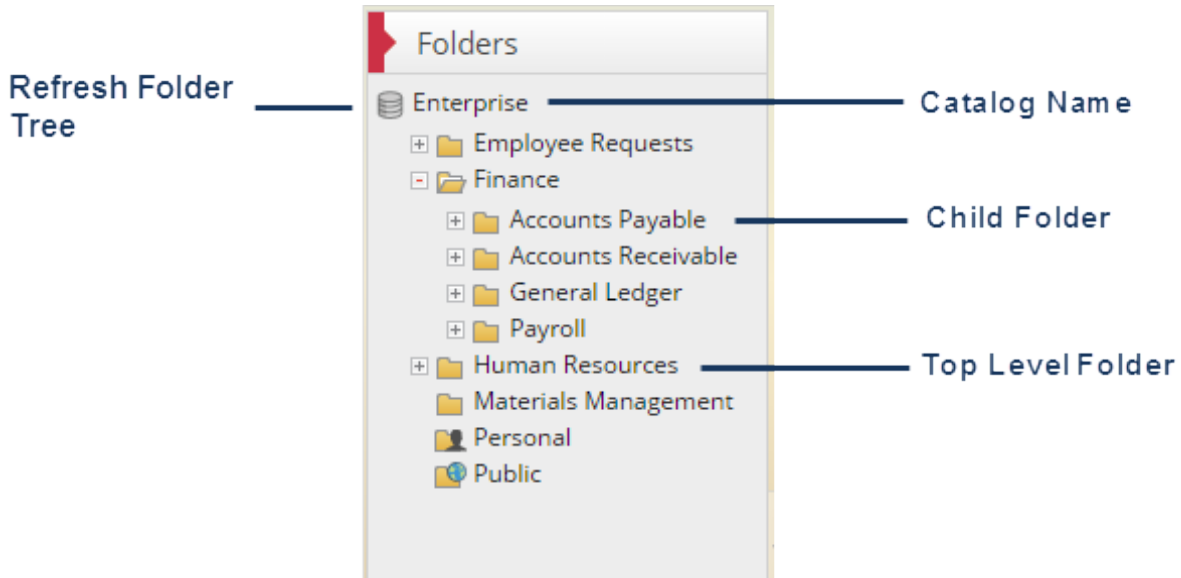 Folders
Refresh Folder
Tree
Enterprise
Catalog Name
Employee Requests
Finance
Accounts Payable
Child Folder
Accounts Receivable
General Ledger
Payroll
Human Resources
Top Level Folder
Materials Management
Personal
Public